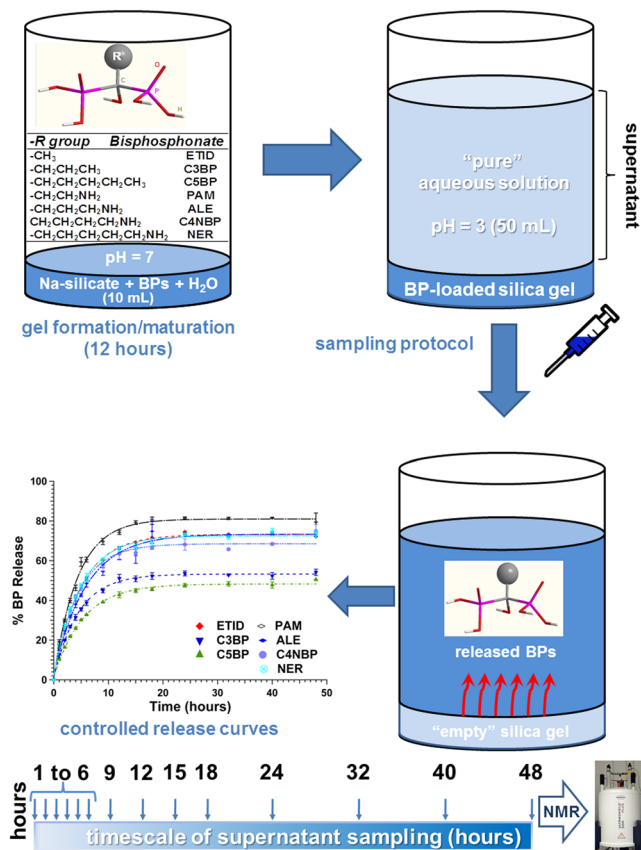 R*
O
C
P
H
-R group Bisphosphonate
-CH₃ ETID
-CH₂CH₂CH₃ C3BP
-CH₂CH₂CH₂CH₂CH₃ C5BP
-CH₂CH₂NH₂ PAM
-CH₂CH₂CH₂NH₂ ALE
CH₂CH₂CH₂CH₂NH₂ C4NBP
-CH₂CH₂CH₂CH₂CH₂NH₂ NER
pH = 7
Na-silicate + BPs + H₂O
(10 mL)
gel formation/maturation
(12 hours)
"pure"
aqueous solution
pH = 3 (50 mL)
BP-loaded silica gel
supernatant
sampling protocol
% BP Release
100
80
60
40
20
0
0 10 20 30 40 50
Time (hours)
ETID PAM
C3BP ALE
C5BP C4NBP
NER
controlled release curves
released BPs
"empty" silica gel
hours
1 to 6 9 12 15 18 24 32 40 48
timescale of supernatant sampling (hours)
NMR